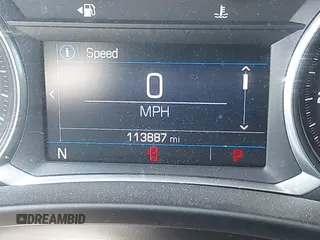 Speed
0
MPH
113887 mi
N P
DREAMBID